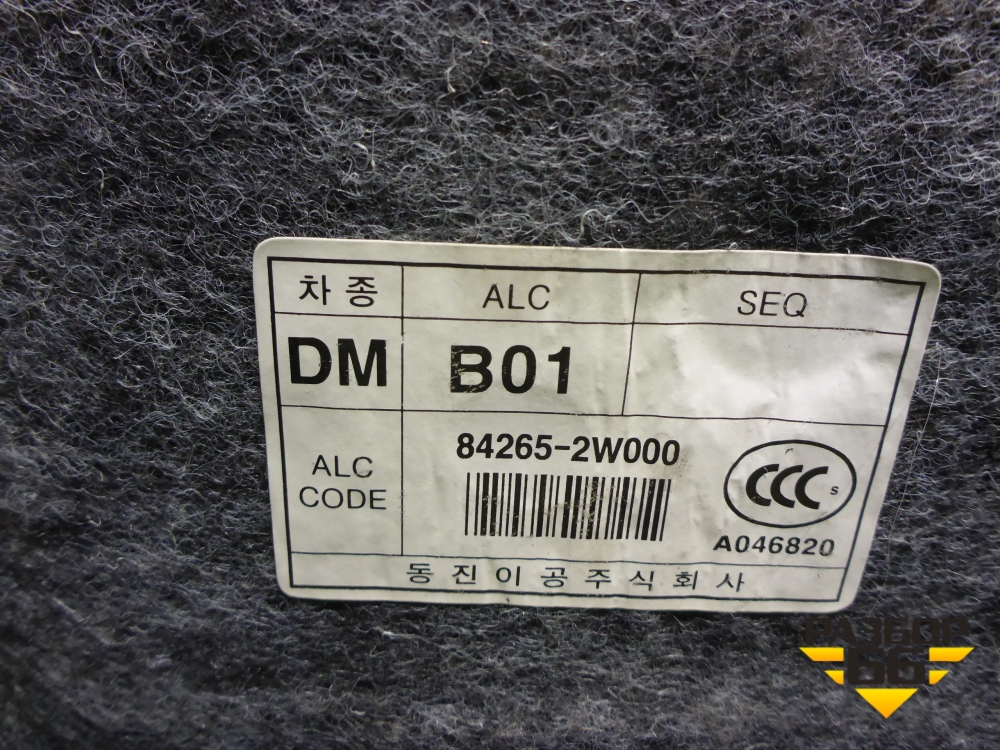 차종 ALC SEQ
DM B01
ALC CODE
84265-2W000
CCC S
A046820
동진이공주식회사
РАЗБОР
66